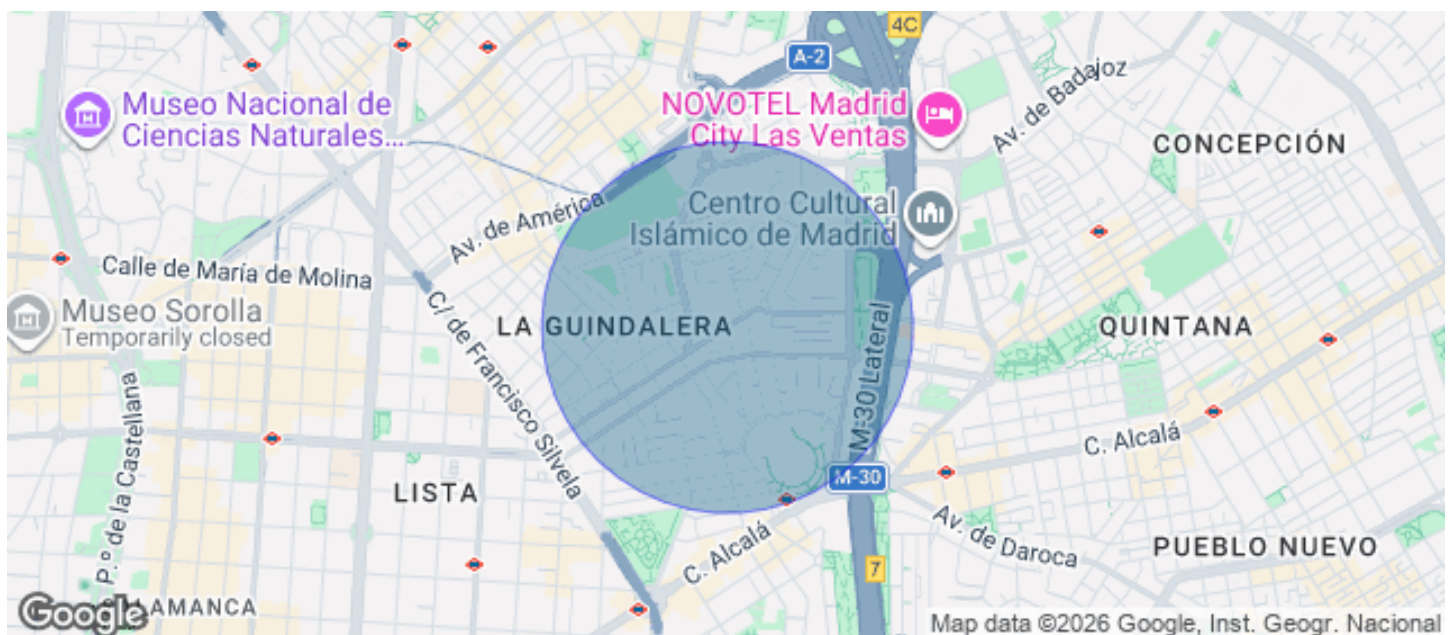 4C
A-2
Museo Nacional de
Ciencias Naturales...
NOVOTEL Madrid
City Las Ventas
Av. de Badajoz
CONCEPCIÓN
Centro Cultural
Islámico de Madrid
Av. de América
Calle de María de Molina
Museo Sorolla
Temporarily closed
C/ de Francisco Silvela
LA GUINDALERA
M-30 Lateral
QUINTANA
P.º de la Castellana
C. Alcalá
M-30
LISTA
Av. de Daroca
C. Alcalá
PUEBLO NUEVO
7
Google
Map data ©2026 Google, Inst. Geogr. Nacional